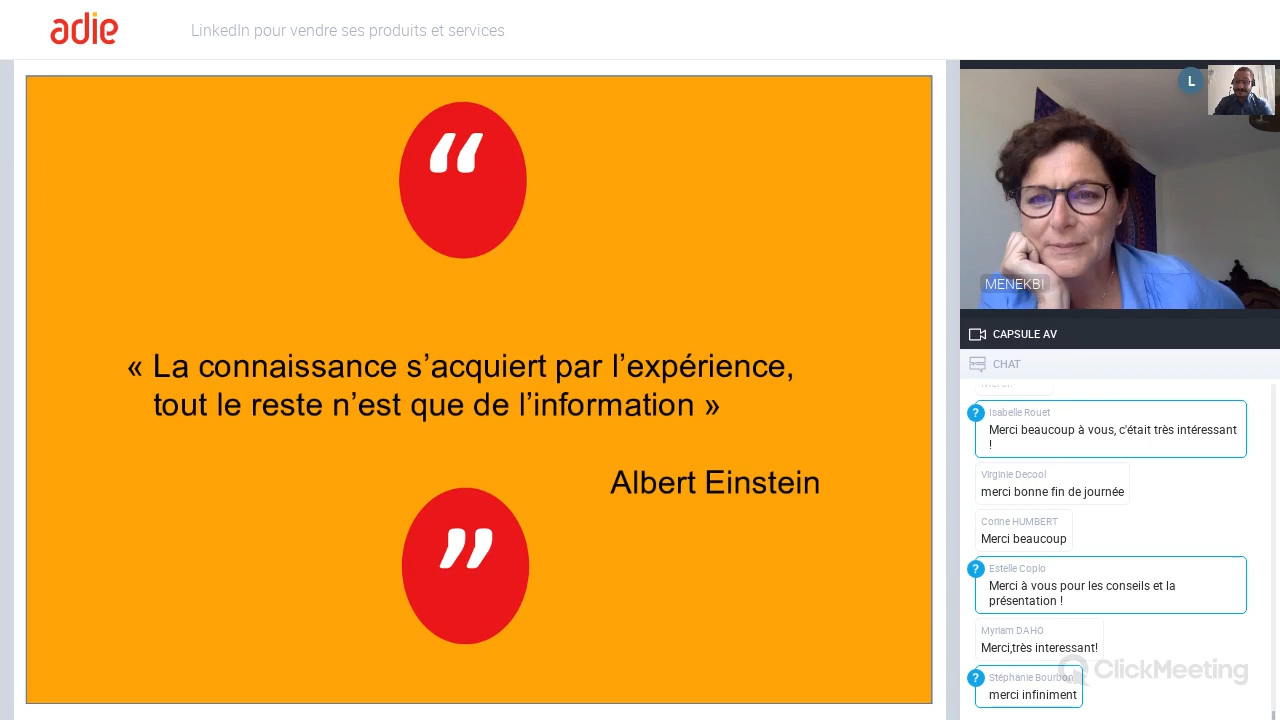 adie
LinkedIn pour vendre ses produits et services
“
« La connaissance s’acquiert par l’expérience,
tout le reste n’est que de l’information »
Albert Einstein
”
L
MENEKBI
CAPSULE AV
CHAT
? Isabelle Rouet
Merci beaucoup à vous, c'était très intéressant
!
Virginie Decool
merci bonne fin de journée
Corine HUMBERT
Merci beaucoup
? Estelle Coplo
Merci à vous pour les conseils et la
présentation !
Myriam DAHO
Merci,très interessant!
ClickMeeting
? Stéphanie Bourbon
merci infiniment